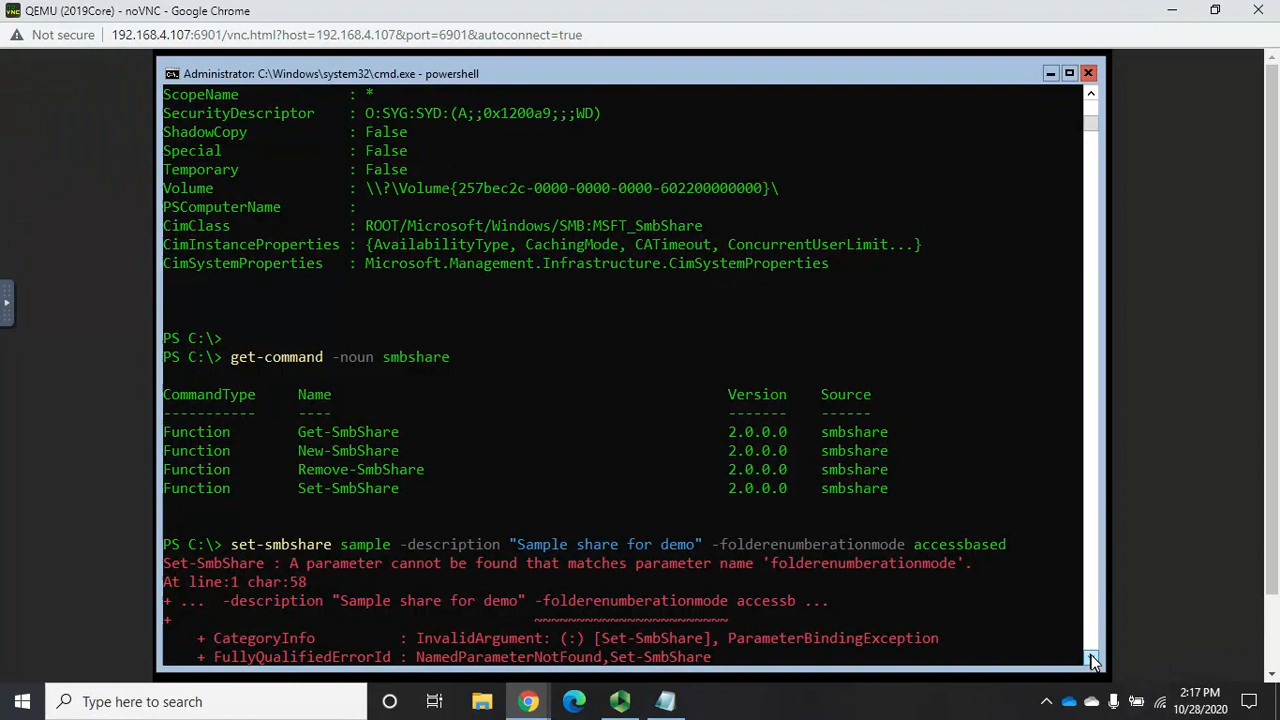 QEMU (2019Core) - noVNC - Google Chrome
Not secure 192.168.4.107:6901/vnc.html?host=192.168.4.107&port=6901&autoconnect=true
Administrator: C:\Windows\system32\cmd.exe - powershell
ScopeName : *
SecurityDescriptor : O:SYG:SYD:(A;;0x1200a9;;;WD)
ShadowCopy : False
Special : False
Temporary : False
Volume : \\?\Volume{257bec2c-0000-0000-0000-602200000000}\
PSComputerName :
CimClass : ROOT/Microsoft/Windows/SMB:MSFT_SmbShare
CimInstanceProperties : {AvailabilityType, CachingMode, CATimeout, ConcurrentUserLimit...}
CimSystemProperties : Microsoft.Management.Infrastructure.CimSystemProperties
PS C:\>
PS C:\> get-command -noun smbshare
CommandType Name Version Source
----------- ---- ------- ------
Function Get-SmbShare 2.0.0.0 smbshare
Function New-SmbShare 2.0.0.0 smbshare
Function Remove-SmbShare 2.0.0.0 smbshare
Function Set-SmbShare 2.0.0.0 smbshare
PS C:\> set-smbshare sample -description "Sample share for demo" -folderenumberationmode accessbased
Set-SmbShare : A parameter cannot be found that matches parameter name 'folderenumberationmode'.
At line:1 char:58
+ ... -description "Sample share for demo" -folderenumberationmode accessb ...
+ ~~~~~~~~~~~~~~~~~~~~~~~
+ CategoryInfo : InvalidArgument: (:) [Set-SmbShare], ParameterBindingException
+ FullyQualifiedErrorId : NamedParameterNotFound,Set-SmbShare
Type here to search
2:17 PM
10/28/2020